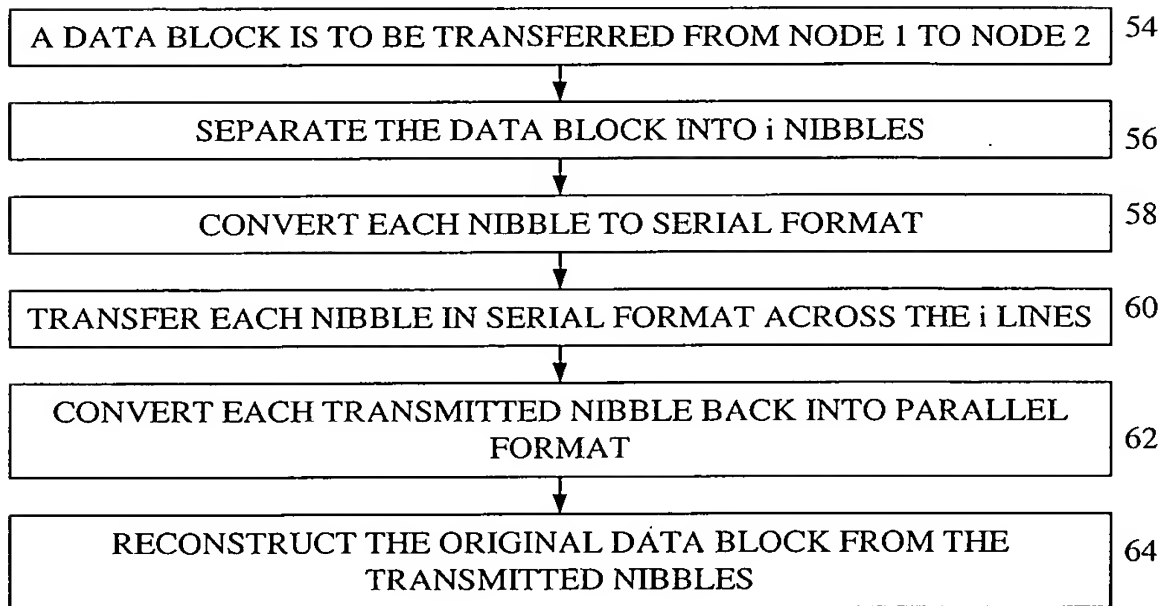 A DATA BLOCK IS TO BE TRANSFERRED FROM NODE 1 TO NODE 2 54
SEPARATE THE DATA BLOCK INTO i NIBBLES 56
CONVERT EACH NIBBLE TO SERIAL FORMAT 58
TRANSFER EACH NIBBLE IN SERIAL FORMAT ACROSS THE i LINES 60
CONVERT EACH TRANSMITTED NIBBLE BACK INTO PARALLEL
FORMAT 62
RECONSTRUCT THE ORIGINAL DATA BLOCK FROM THE
TRANSMITTED NIBBLES 64